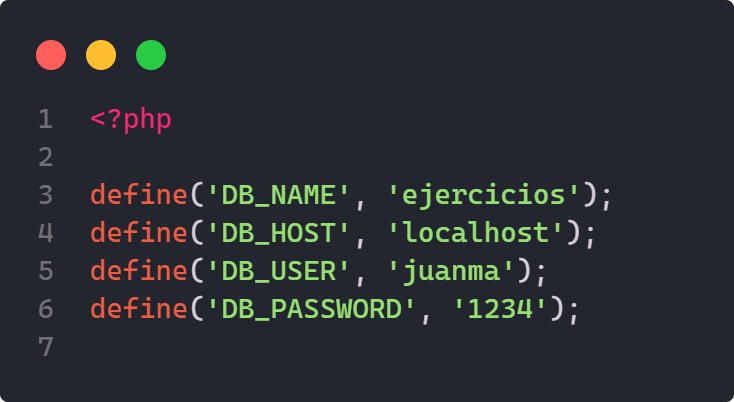 1 <?php
2
3 define('DB_NAME', 'ejercicios');
4 define('DB_HOST', 'localhost');
5 define('DB_USER', 'juanma');
6 define('DB_PASSWORD', '1234');
7